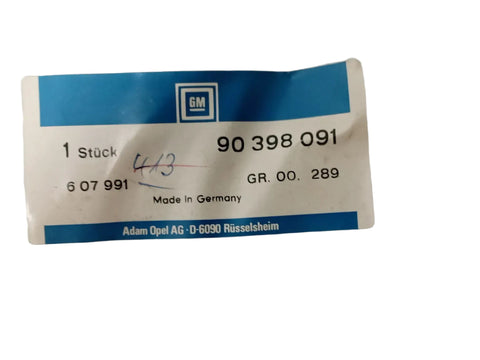 GM
1 Stück 90 398 091
413
6 07 991 GR. 00. 289
Made in Germany
Adam Opel AG · D-6090 Rüsselsheim